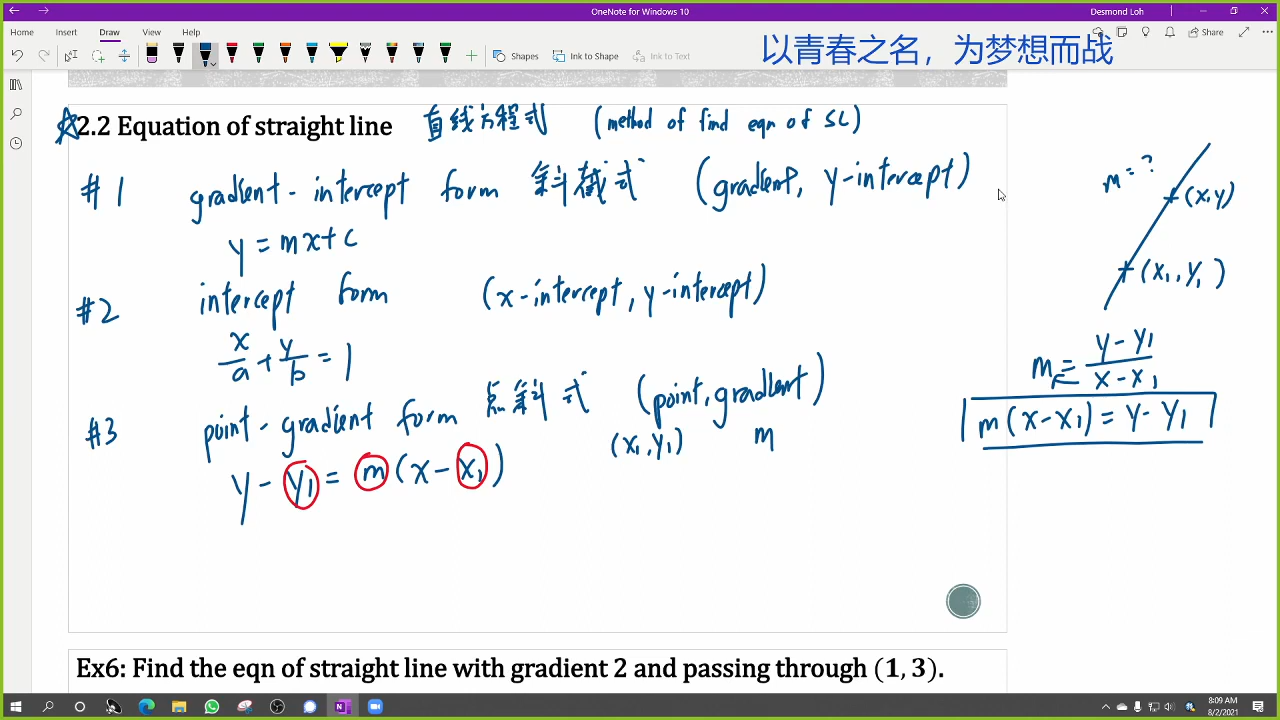 OneNote for Windows 10
Desmond Loh
Home Insert Draw View Help
Shapes Ink to Shape Ink to Text Share
以青春之名，为梦想而战
2.2 Equation of straight line 直线方程式 (method of find eqn of SL)
#1 gradient-intercept form 斜截式 (gradient, y-intercept)
y = mx+c
#2 intercept form (x-intercept, y-intercept)
x/a + y/b = 1
#3 point-gradient form 点斜式 (point, gradient)
(x₁, y₁) m
y - y₁ = m(x - x₁)
m = ?
(x, y)
(x₁, y₁)
m = y-y₁/x-x₁
m(x-x₁) = y-y₁
Ex6: Find the eqn of straight line with gradient 2 and passing through (1, 3).
8:09 AM
8/2/2021